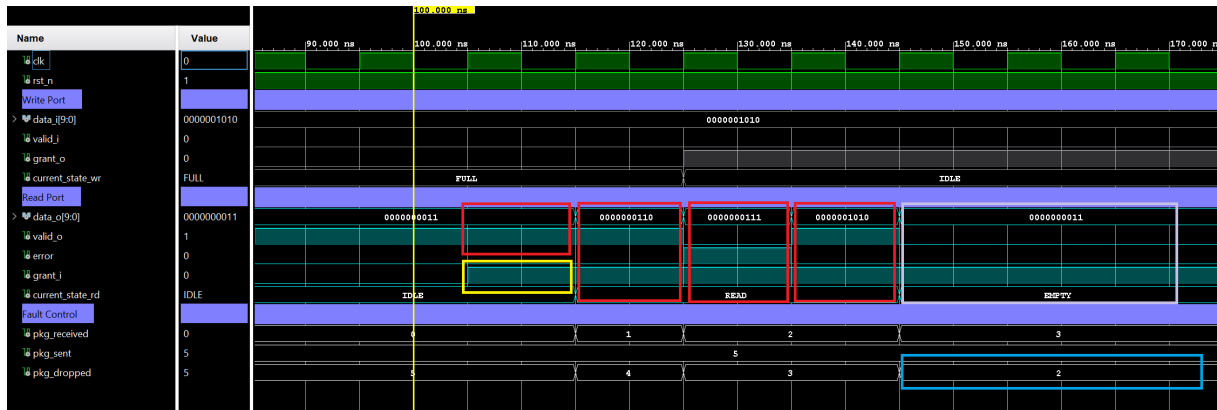 100.000 ns
Name Value
90.000 ns 100.000 ns 110.000 ns 120.000 ns 130.000 ns 140.000 ns 150.000 ns 160.000 ns 170.000 n
clk 0
rst_n 1
Write Port
data_i[9:0] 0000001010 0000001010
valid_i 0
grant_o 0
current_state_wr FULL FULL IDLE
Read Port
data_o[9:0] 0000000011 0000000011 0000000110 0000000111 0000001010 0000000011
valid_o 1
error 0
grant_i 0
current_state_rd IDLE IDLE READ EMPTY
Fault Control
pkg_received 0 0 1 2 3
pkg_sent 5 5
pkg_dropped 5 5 4 3 2